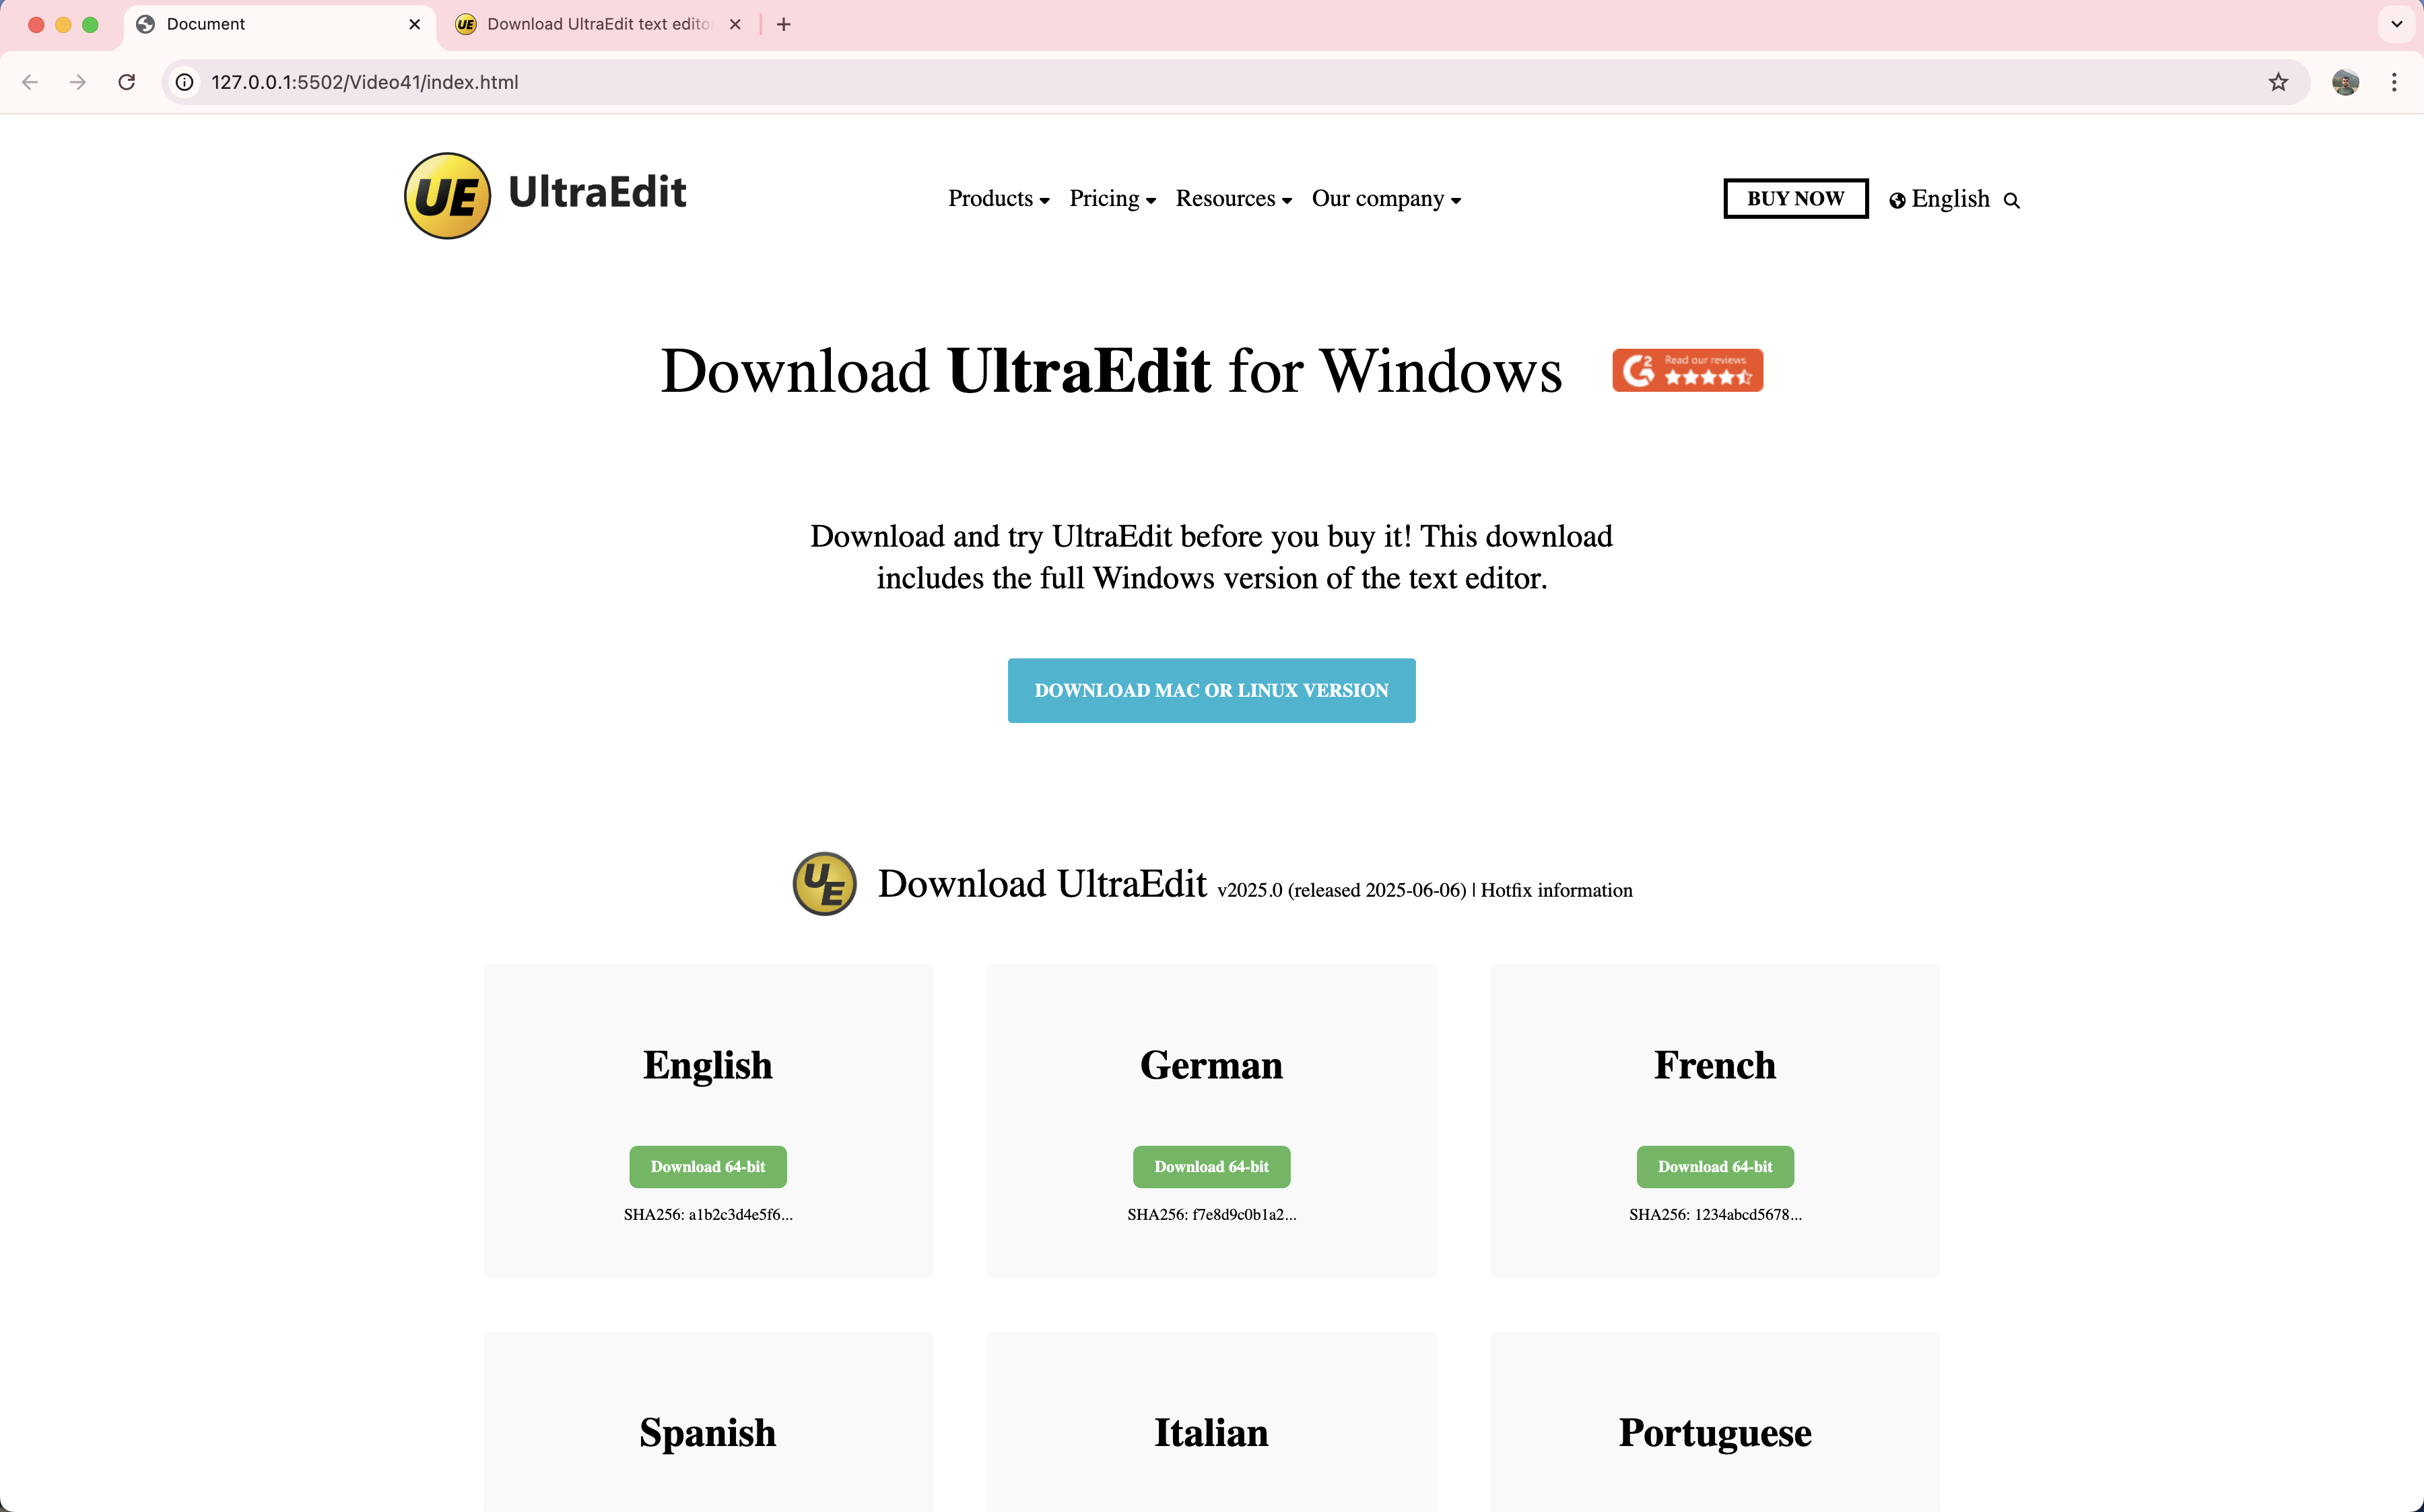 Document
Download UltraEdit text edito
127.0.0.1:5502/Video41/index.html
UE UltraEdit
Products Pricing Resources Our company
BUY NOW English
Download UltraEdit for Windows
G2 Read our reviews
Download and try UltraEdit before you buy it! This download
includes the full Windows version of the text editor.
DOWNLOAD MAC OR LINUX VERSION
UE Download UltraEdit v2025.0 (released 2025-06-06) | Hotfix information
English German French
Download 64-bit Download 64-bit Download 64-bit
SHA256: a1b2c3d4e5f6... SHA256: f7e8d9c0b1a2... SHA256: 1234abcd5678...
Spanish Italian Portuguese